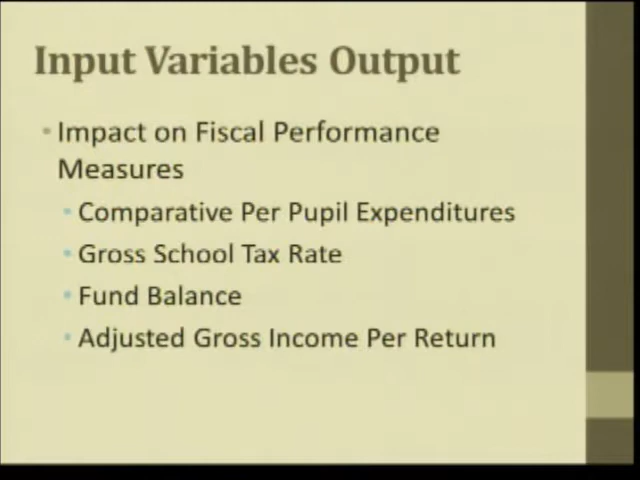 Input Variables Output
• Impact on Fiscal Performance
Measures
• Comparative Per Pupil Expenditures
• Gross School Tax Rate
• Fund Balance
• Adjusted Gross Income Per Return